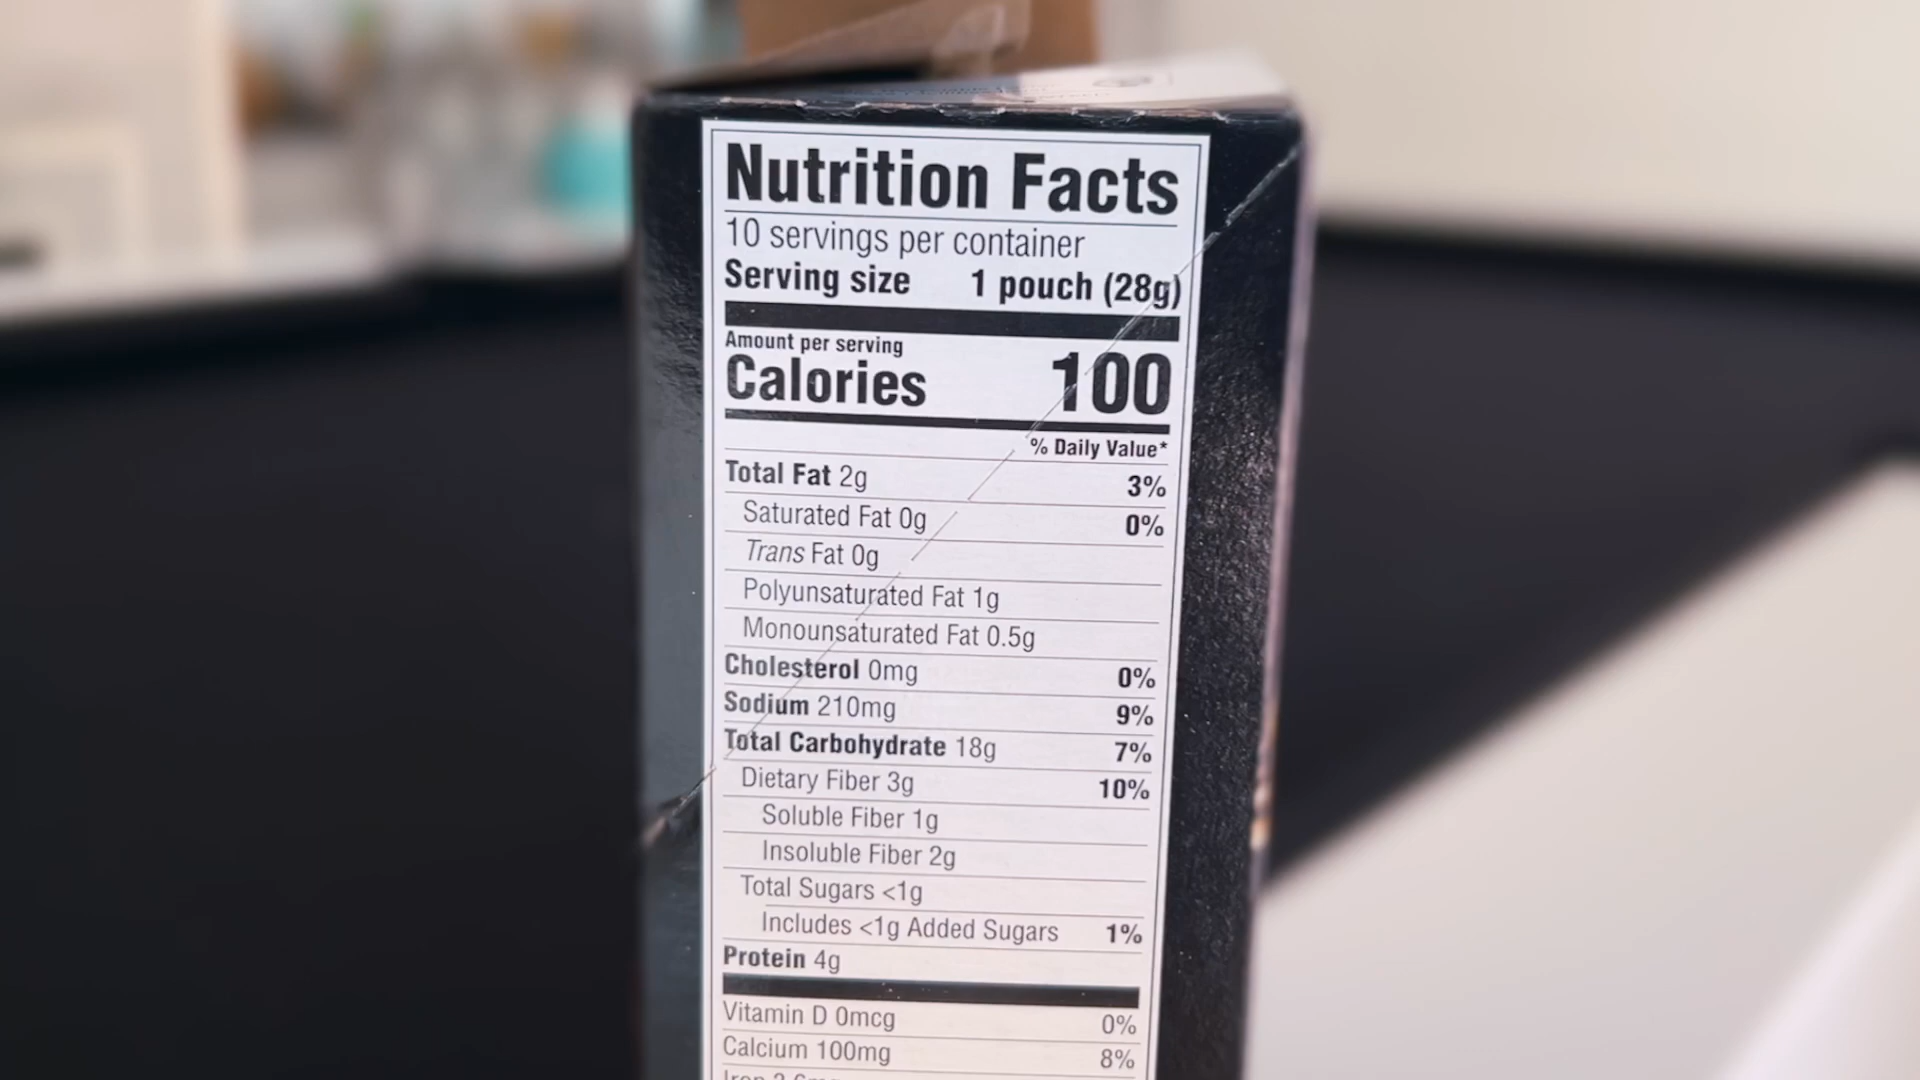 Nutrition Facts
10 servings per container
Serving size 1 pouch (28g)
Amount per serving
Calories 100
% Daily Value*
Total Fat 2g 3%
Saturated Fat 0g 0%
Trans Fat 0g
Polyunsaturated Fat 1g
Monounsaturated Fat 0.5g
Cholesterol 0mg 0%
Sodium 210mg 9%
Total Carbohydrate 18g 7%
Dietary Fiber 3g 10%
Soluble Fiber 1g
Insoluble Fiber 2g
Total Sugars <1g
Includes <1g Added Sugars 1%
Protein 4g
Vitamin D 0mcg 0%
Calcium 100mg 8%
Iron